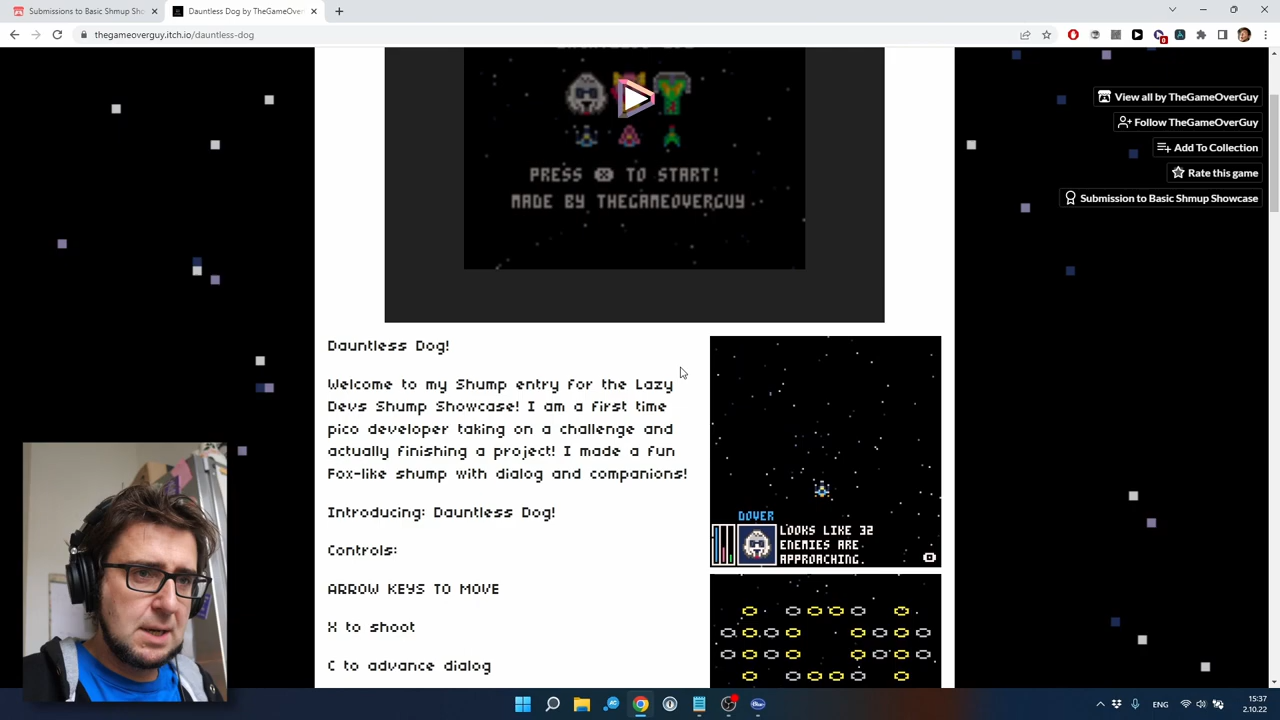 Submissions to Basic Shmup Sho
Dauntless Dog by TheGameOver
thegameoverguy.itch.io/dauntless-dog
View all by TheGameOverGuy
Follow TheGameOverGuy
Add To Collection
Rate this game
Submission to Basic Shmup Showcase
PRESS TO START!
MADE BY THEGAMEOVERGUY
Dauntless Dog!
Welcome to my Shump entry for the Lazy
Devs Shump Showcase! I am a first time
pico developer taking on a challenge and
actually finishing a project! I made a fun
Fox-like shump with dialog and companions!
Introducing: Dauntless Dog!
Controls:
ARROW KEYS TO MOVE
X to shoot
C to advance dialog
DOVER
LOOKS LIKE 32
ENEMIES ARE
APPROACHING.
ENG
15:37
2.10.22